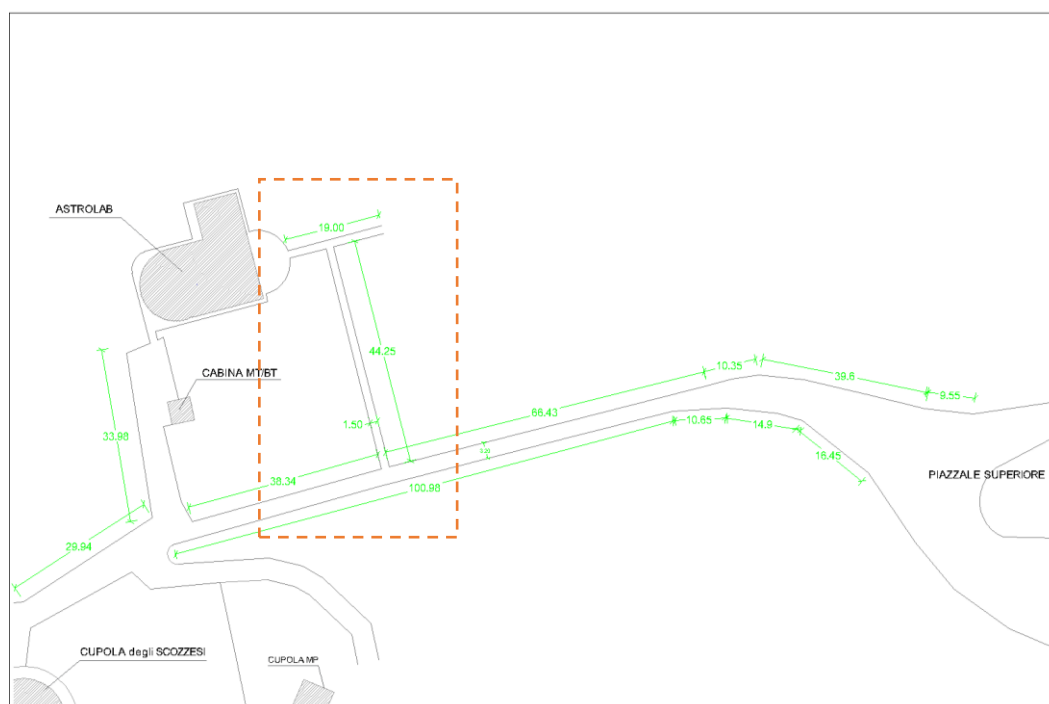 ASTROLAB
19.00
44.25
10.35
39.6
9.55
CABINA MT/BT
66.43
1.50
10.65
14.9
16.45
33.98
38.34
100.98
PIAZZALE SUPERIORE
29.94
CUPOLA degli SCOZZESI
CUPOLA MP